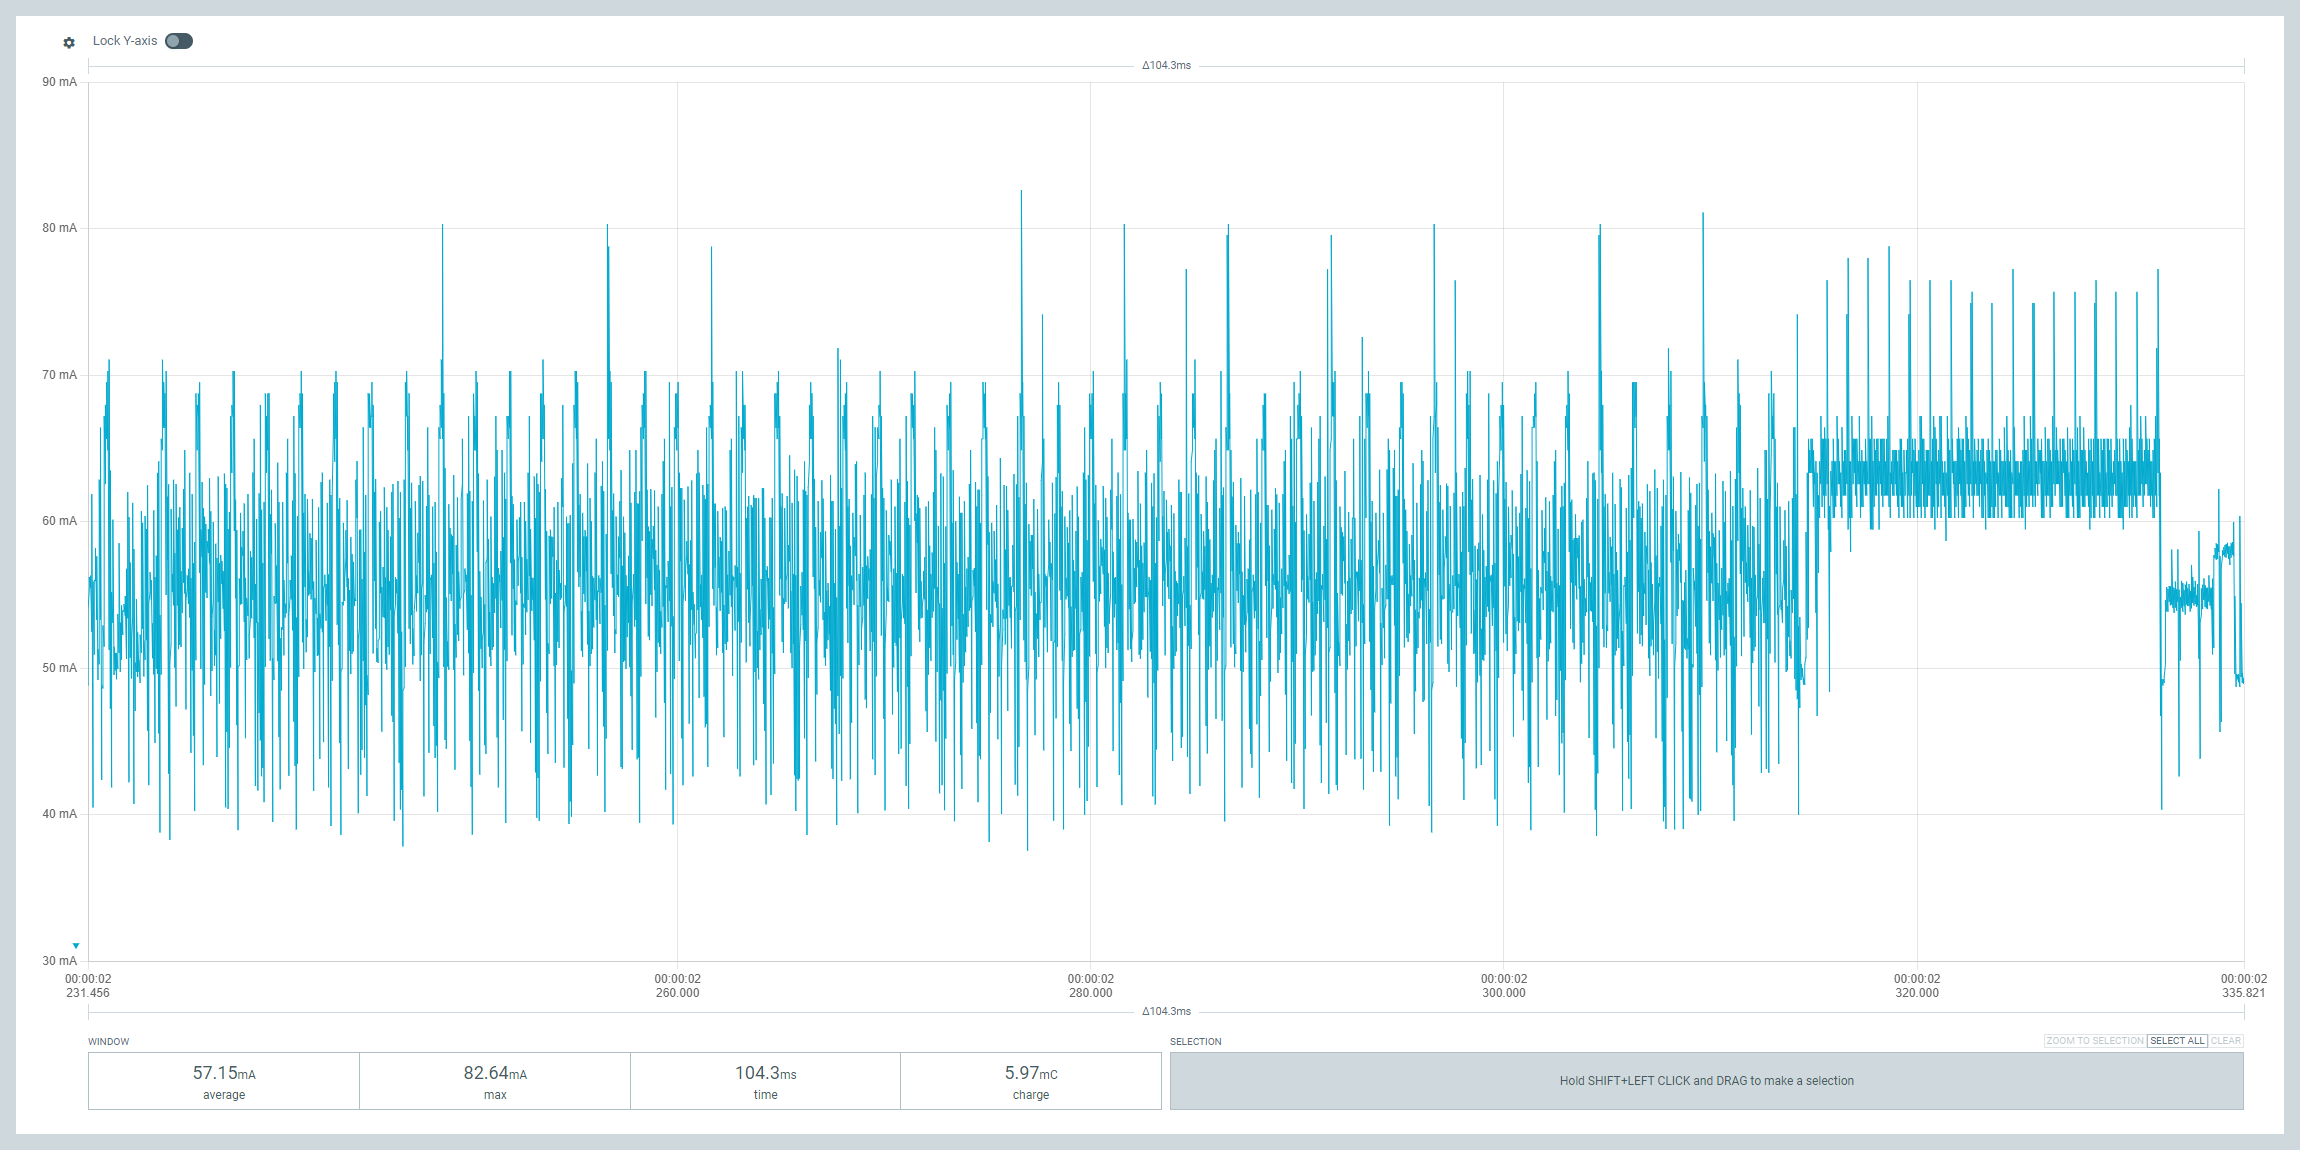 Lock Y-axis
Δ104.3ms
90 mA
80 mA
70 mA
60 mA
50 mA
40 mA
30 mA
00:00:02 00:00:02 00:00:02 00:00:02 00:00:02 00:00:02
231.456 260.000 280.000 300.000 320.000 335.821
Δ104.3ms
WINDOW
57.15mA 82.64mA 104.3ms 5.97mC
average max time charge
SELECTION
ZOOM TO SELECTION SELECT ALL CLEAR
Hold SHIFT+LEFT CLICK and DRAG to make a selection